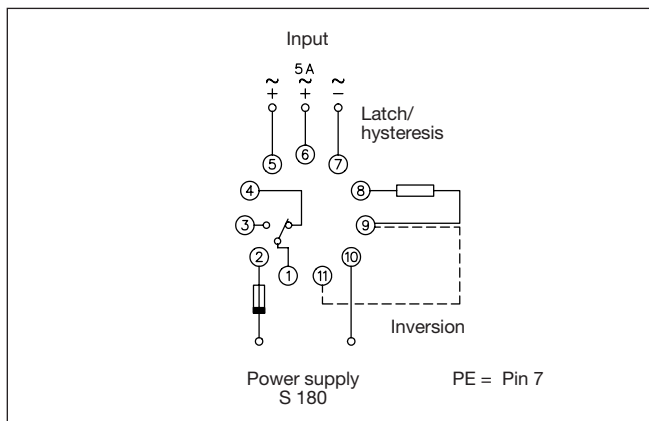 Input
5 A
~ ~ ~
+ + −
Latch/
hysteresis
5 6 7
4 8
3 9
2 1 11 10
Inversion
Power supply
S 180
PE = Pin 7